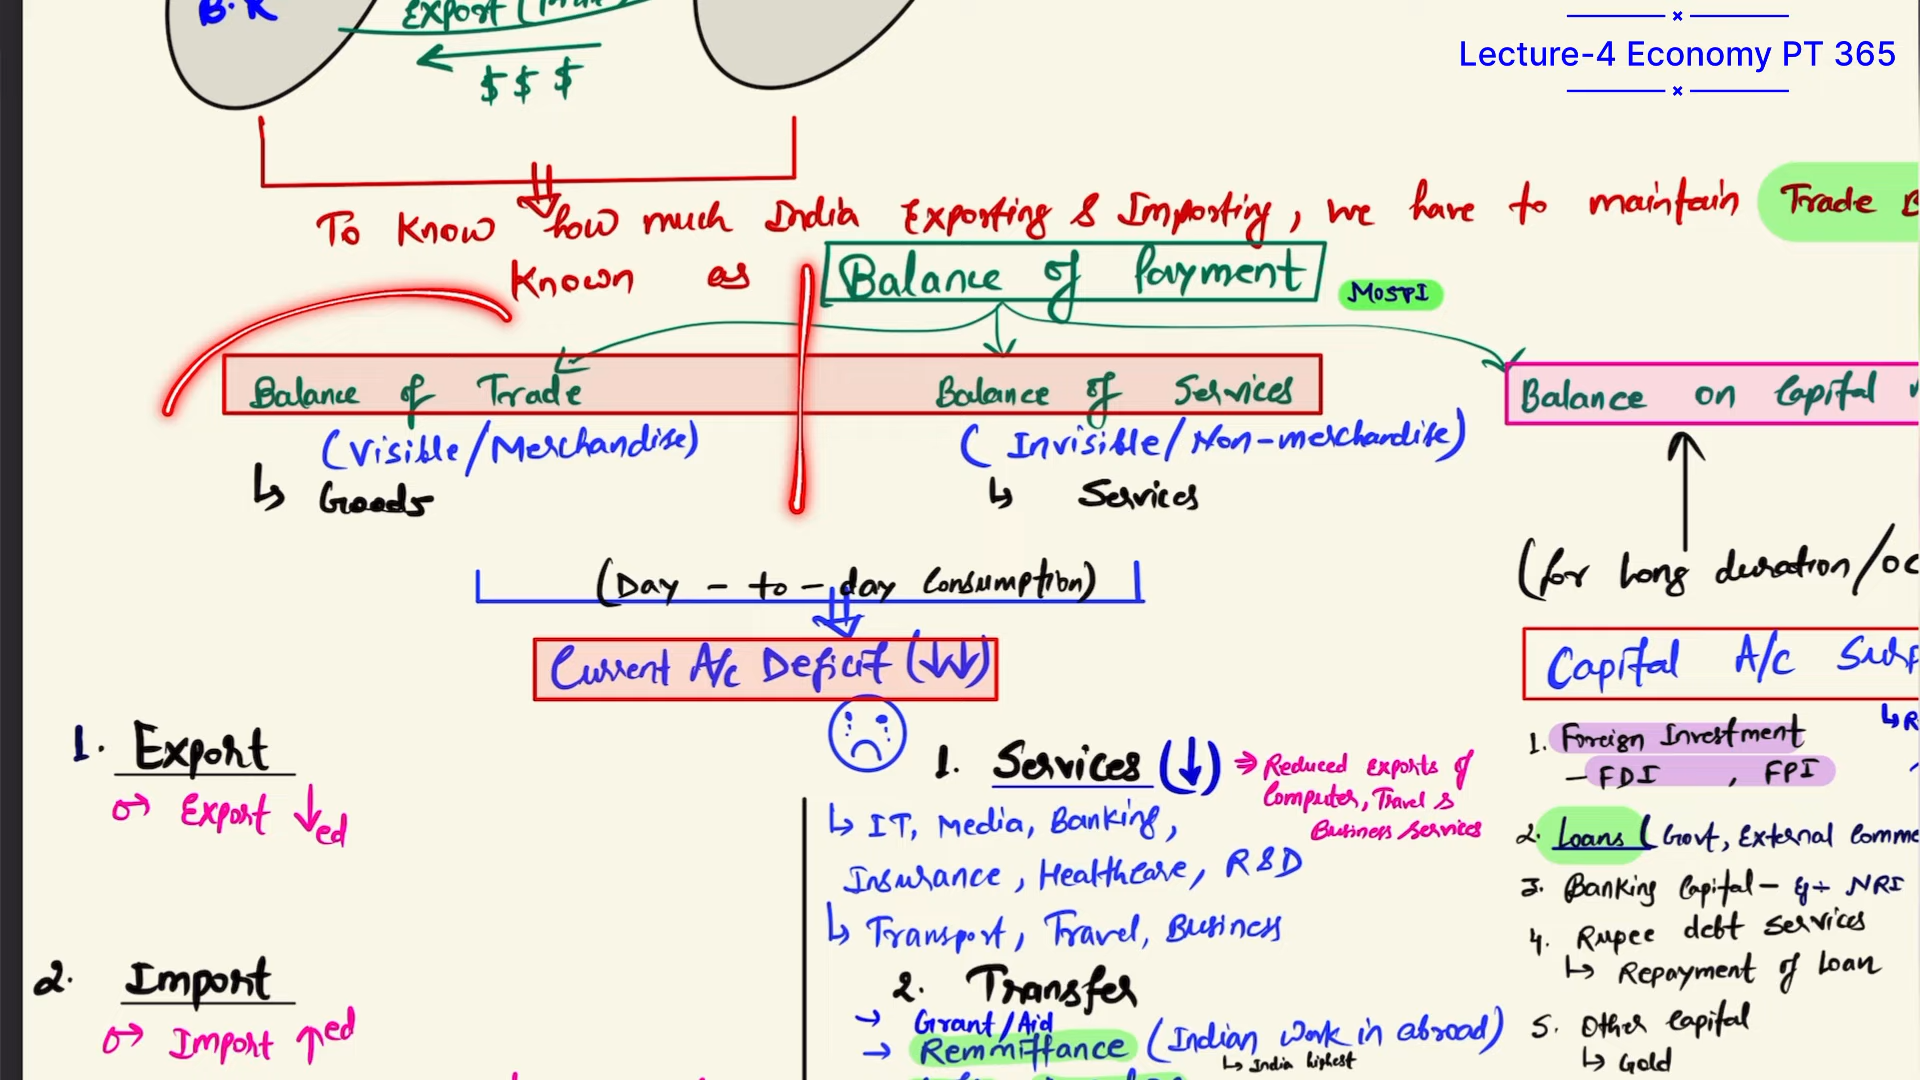 B.K
Export (
$ $ $
Lecture-4 Economy PT 365
To Know how much India Exporting & Importing, we have to maintain Trade B
Known as Balance of Payment
MOSPI
Balance of Trade
Balance of Services
Balance on Capital
(Visible/Merchandise)
( Invisible/Non-merchandise)
↳ Goods
↳ Services
(Day - to - day Consumption)
(for long duration/oc
Current A/c Deficit (↓↓)
Capital A/c Surp
1. Export
Export ↓ed
2. Import
Import ↑ed
1. Services (↓) ⇒ Reduced exports of
Computer, Travel &
Business Services
↳ IT, Media, Banking,
Insurance, Healthcare, R&D
↳ Transport, Travel, Business
2. Transfer
→ Grant/Aid
→ Remmittance (Indian work in abroad)
↳ India highest
1. Foreign Investment
– FDI , FPI
2. Loans (Govt, External Comme
3. Banking Capital – NRI
4. Rupee debt services
↳ Repayment of loan
5. Other Capital
↳ Gold